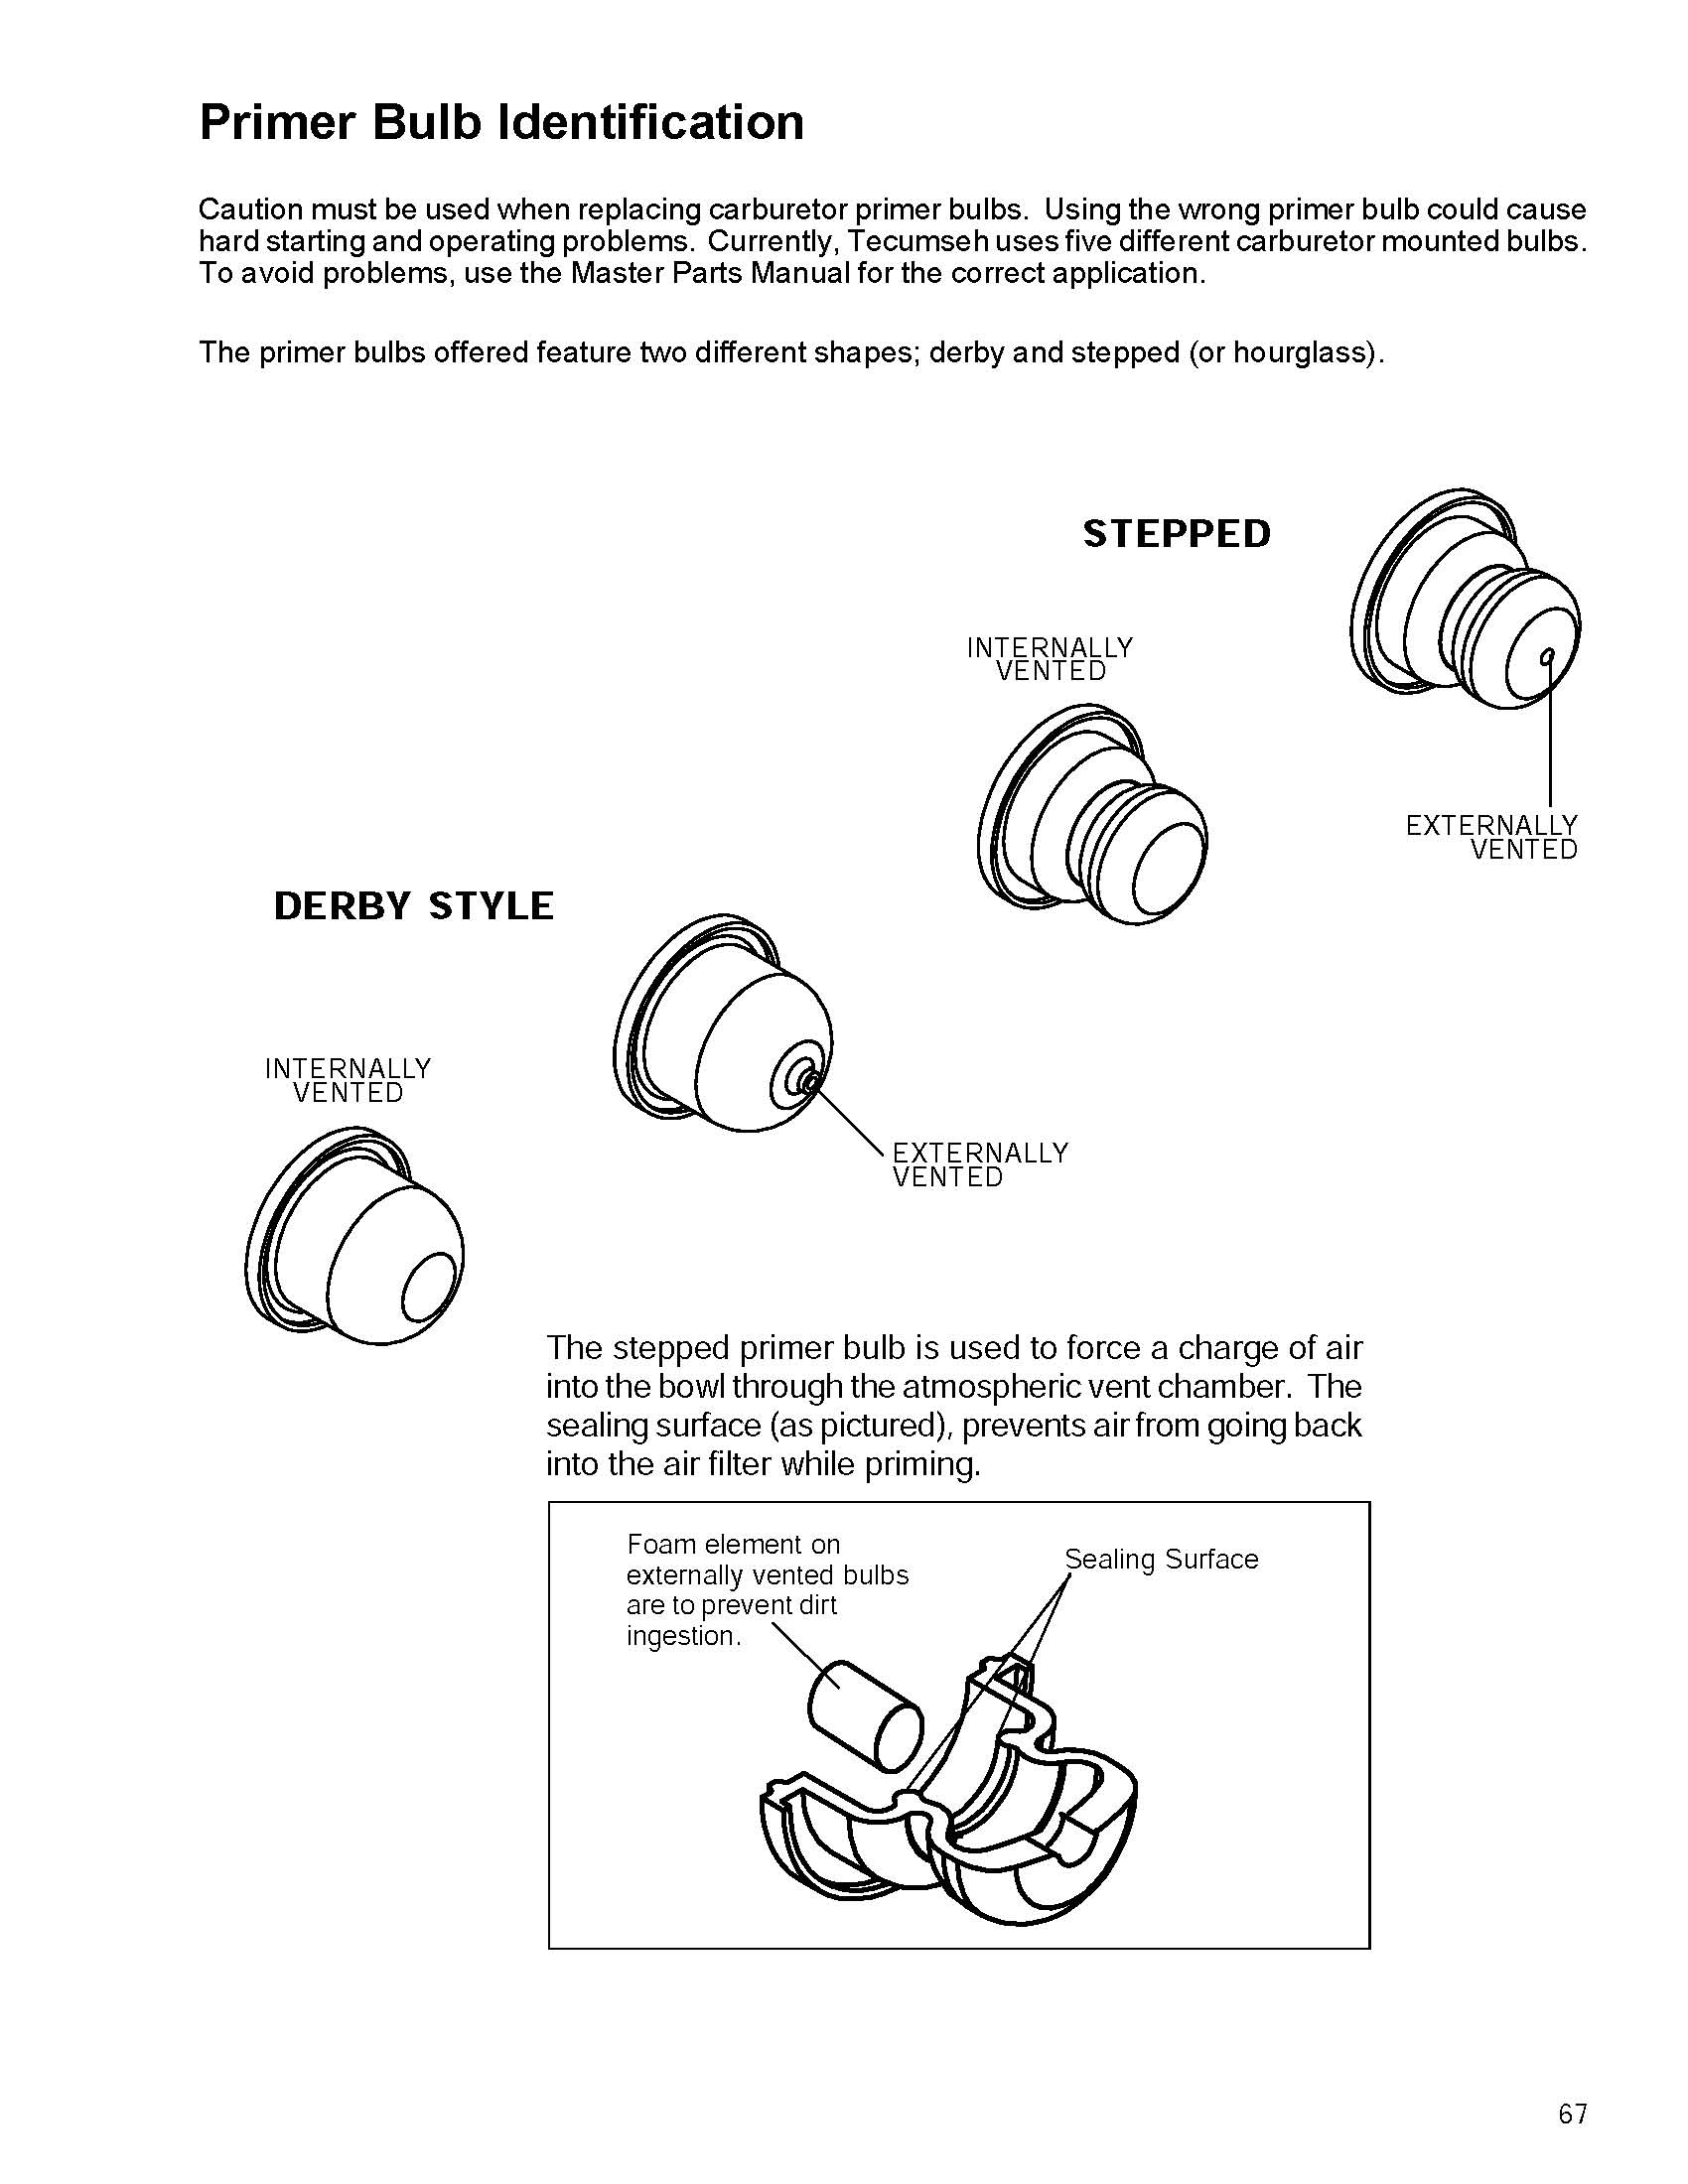 Primer Bulb Identification
Caution must be used when replacing carburetor primer bulbs.  Using the wrong primer bulb could cause
hard starting and operating problems.  Currently, Tecumseh uses five different carburetor mounted bulbs.
To avoid problems, use the Master Parts Manual for the correct application.
The primer bulbs offered feature two different shapes; derby and stepped (or hourglass).
STEPPED
INTERNALLY
VENTED
EXTERNALLY
VENTED
DERBY STYLE
INTERNALLY
VENTED
EXTERNALLY
VENTED
The stepped primer bulb is used to force a charge of air
into the bowl through the atmospheric vent chamber.  The
sealing surface (as pictured), prevents air from going back
into the air filter while priming.
Foam element on
externally vented bulbs
are to prevent dirt
ingestion.
Sealing Surface
67